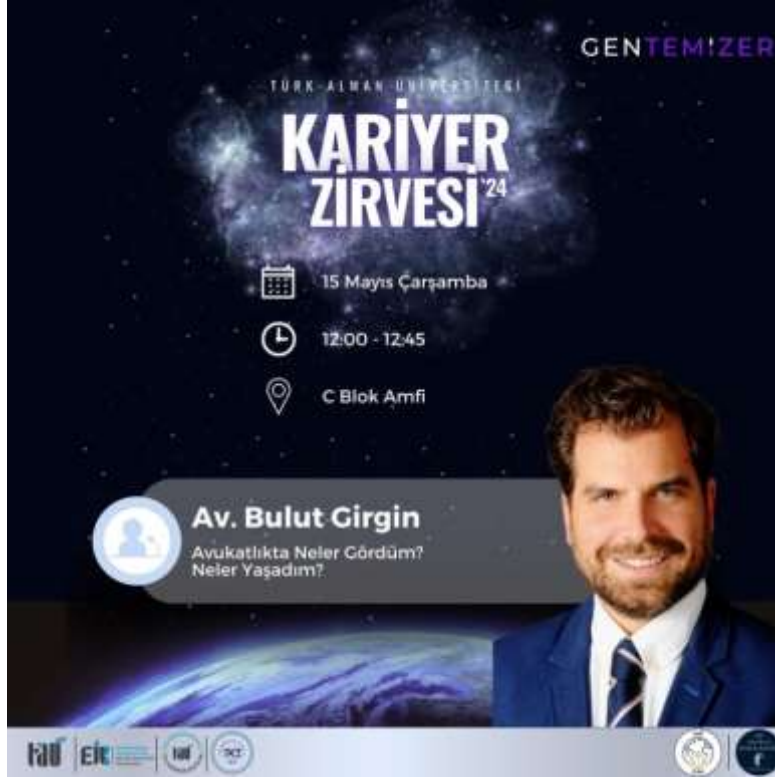 GENTEMİZER
TÜRK-ALMAN ÜNİVERSİTESİ
KARİYER
ZİRVESİ '24
15 Mayıs Çarşamba
12:00 - 12:45
C Blok Amfi
Av. Bulut Girgin
Avukatlıkta Neler Gördüm?
Neler Yaşadım?
tau